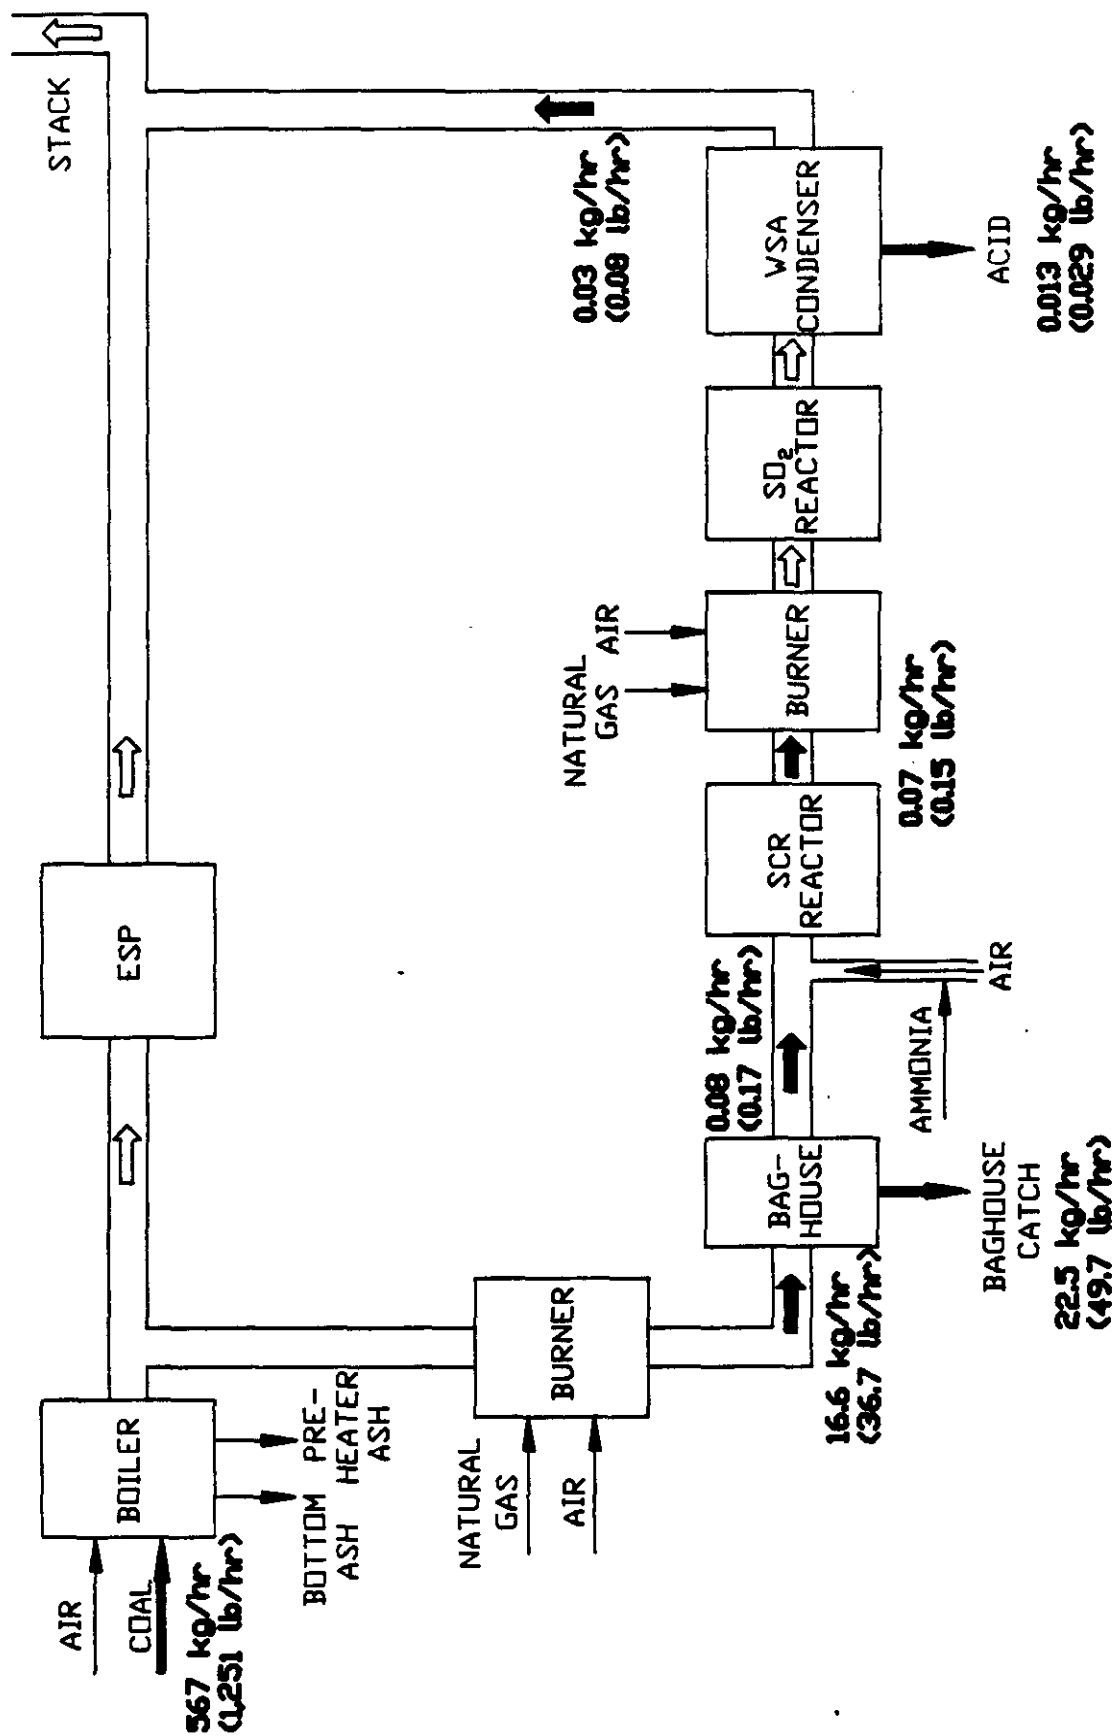 AIR
COAL
567 kg/hr
(1,251 lb/hr)
BOILER
BOTTOM
ASH
PRE-
HEATER
ASH
ESP
STACK
NATURAL
GAS
AIR
BURNER
16.6 kg/hr
(36.7 lb/hr)
BAG-
HOUSE
BAGHOUSE
CATCH
22.5 kg/hr
(49.7 lb/hr)
0.08 kg/hr
(0.17 lb/hr)
AMMONIA
AIR
SCR
REACTOR
0.07 kg/hr
(0.15 lb/hr)
NATURAL
GAS
AIR
BURNER
SO₂
REACTOR
WSA
CONDENSER
0.03 kg/hr
(0.08 lb/hr)
ACID
0.013 kg/hr
(0.029 lb/hr)